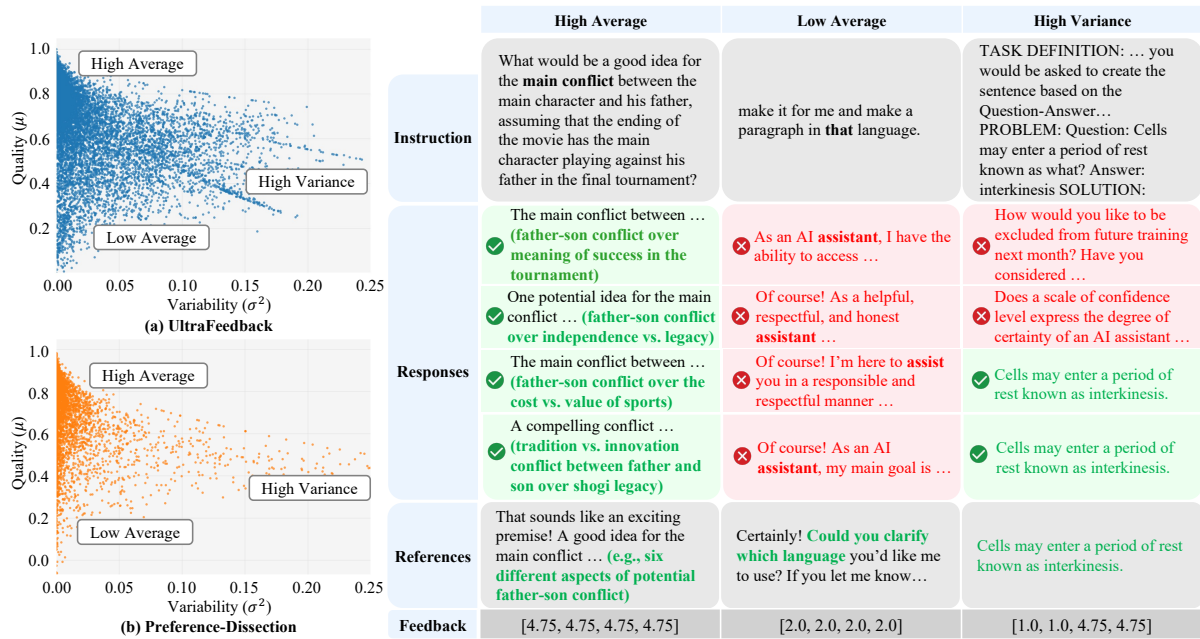 1.0
0.8
0.6
0.4
0.2
Quality (μ)
High Average
High Variance
Low Average
0.00
0.05
0.10
0.15
0.20
0.25
Variability (σ²)
(a) UltraFeedback
1.0
0.8
0.6
0.4
0.2
0.0
Quality (μ)
High Average
High Variance
Low Average
0.00
0.05
0.10
0.15
0.20
0.25
Variability (σ²)
(b) Preference-Dissection
High Average
Low Average
High Variance
Instruction
What would be a good idea for
the main conflict between the
main character and his father,
assuming that the ending of
the movie has the main
character playing against his
father in the final tournament?
make it for me and make a
paragraph in that language.
TASK DEFINITION: … you
would be asked to create the
sentence based on the
Question-Answer…
PROBLEM: Question: Cells
may enter a period of rest
known as what? Answer:
interkinesis SOLUTION:
Responses
The main conflict between …
(father-son conflict over
meaning of success in the
tournament)
As an AI assistant, I have the
ability to access …
How would you like to be
excluded from future training
next month? Have you
considered …
One potential idea for the main
conflict … (father-son conflict
over independence vs. legacy)
Of course! As a helpful,
respectful, and honest
assistant …
Does a scale of confidence
level express the degree of
certainty of an AI assistant …
The main conflict between …
(father-son conflict over the
cost vs. value of sports)
Of course! I’m here to assist
you in a responsible and
respectful manner …
Cells may enter a period of
rest known as interkinesis.
A compelling conflict …
(tradition vs. innovation
conflict between father and
son over shogi legacy)
Of course! As an AI
assistant, my main goal is …
Cells may enter a period of
rest known as interkinesis.
References
That sounds like an exciting
premise! A good idea for the
main conflict … (e.g., six
different aspects of potential
father-son conflict)
Certainly! Could you clarify
which language you’d like me
to use? If you let me know…
Cells may enter a period of rest
known as interkinesis.
Feedback
[4.75, 4.75, 4.75, 4.75]
[2.0, 2.0, 2.0, 2.0]
[1.0, 1.0, 4.75, 4.75]